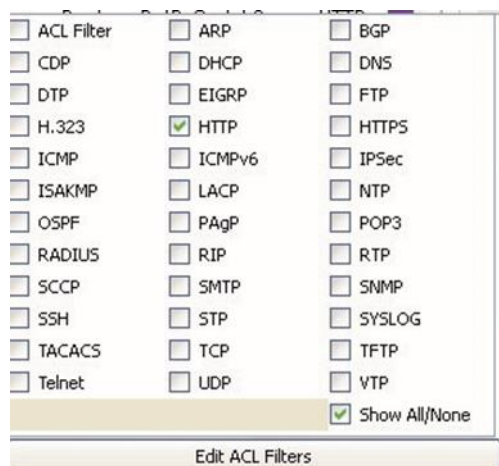 ACL Filter ARP BGP
CDP DHCP DNS
DTP EIGRP FTP
H.323 HTTP HTTPS
ICMP ICMPv6 IPSec
ISAKMP LACP NTP
OSPF PAgP POP3
RADIUS RIP RTP
SCCP SMTP SNMP
SSH STP SYSLOG
TACACS TCP TFTP
Telnet UDP VTP
Show All/None
Edit ACL Filters